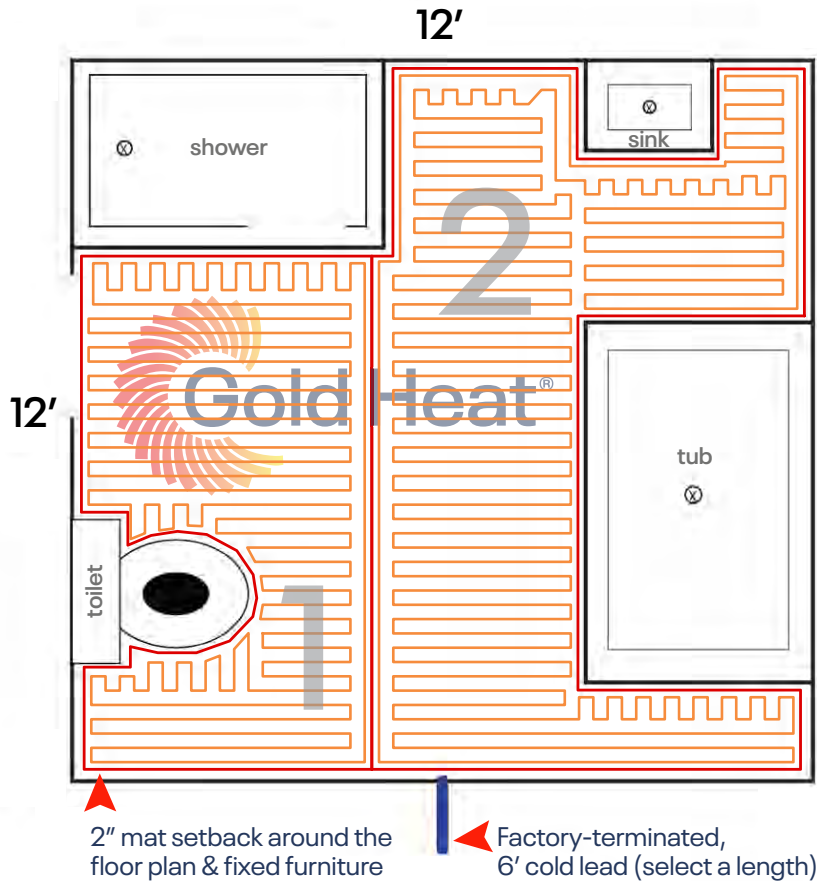 12’
shower
sink
2
Gold Heat®
12’
tub
toilet
1
2” mat setback around the
floor plan & fixed furniture
Factory-terminated,
6’ cold lead (select a length)